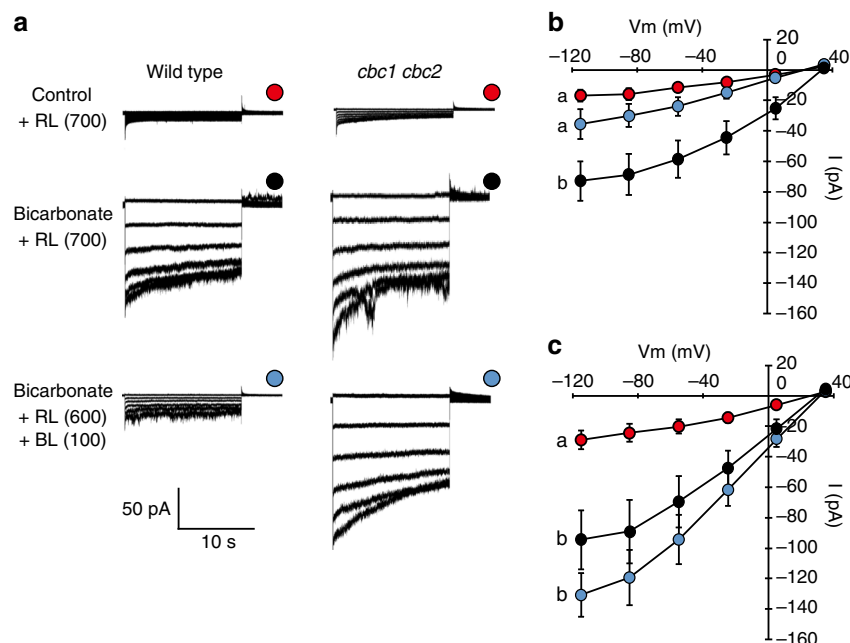 a
Wild type
cbc1 cbc2
Control
+ RL (700)
Bicarbonate
+ RL (700)
Bicarbonate
+ RL (600)
+ BL (100)
50 pA
10 s
b
Vm (mV)
20
−120
−80
−40
0
40
−20
−40
−60
−80
−100
−120
−140
−160
I (pA)
a
a
b
c
Vm (mV)
20
−120
−80
−40
0
40
−20
−40
−60
−80
−100
−120
−140
−160
I (pA)
a
b
b